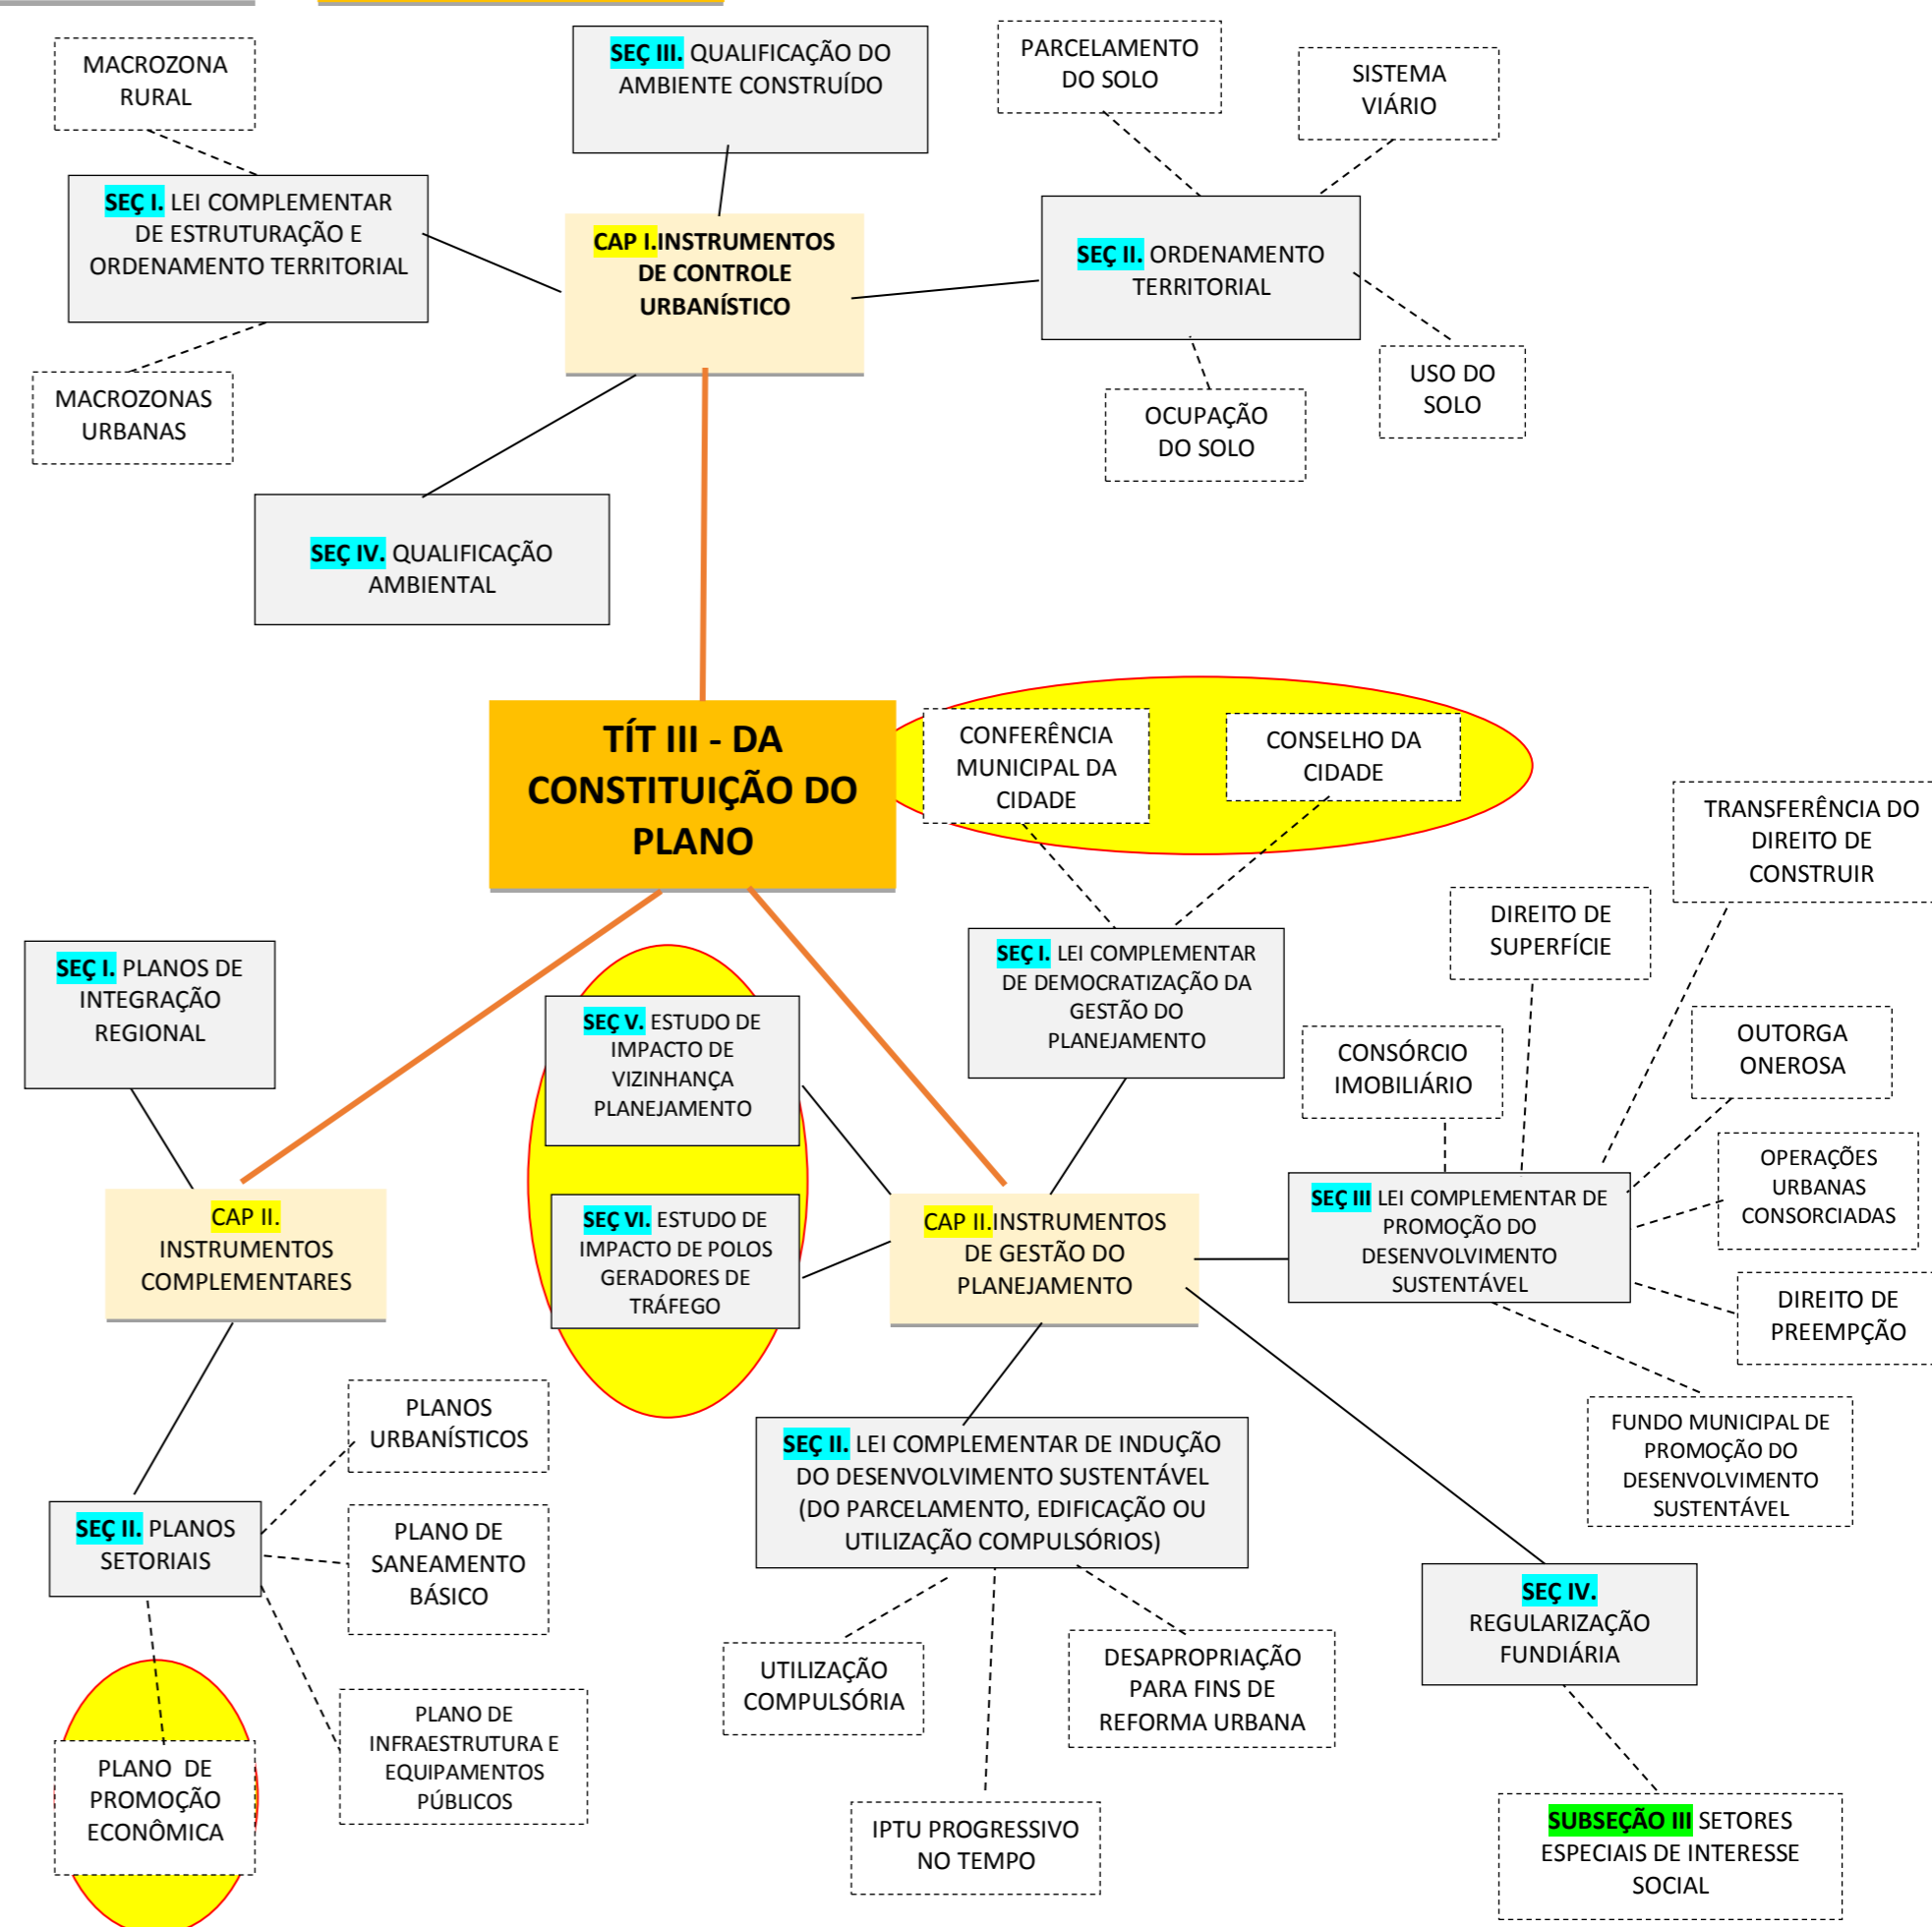 MACROZONA
RURAL
SEÇ III. QUALIFICAÇÃO DO
AMBIENTE CONSTRUÍDO
PARCELAMENTO
DO SOLO
SISTEMA
VIÁRIO
SEÇ I. LEI COMPLEMENTAR
DE ESTRUTURAÇÃO E
ORDENAMENTO TERRITORIAL
CAP I.INSTRUMENTOS
DE CONTROLE
URBANÍSTICO
SEÇ II. ORDENAMENTO
TERRITORIAL
MACROZONAS
URBANAS
OCUPAÇÃO
DO SOLO
USO DO
SOLO
SEÇ IV. QUALIFICAÇÃO
AMBIENTAL
TÍT III - DA
CONSTITUIÇÃO DO
PLANO
CONFERÊNCIA
MUNICIPAL DA
CIDADE
CONSELHO DA
CIDADE
TRANSFERÊNCIA DO
DIREITO DE
CONSTRUIR
DIREITO DE
SUPERFÍCIE
SEÇ I. PLANOS DE
INTEGRAÇÃO
REGIONAL
SEÇ V. ESTUDO DE
IMPACTO DE
VIZINHANÇA
PLANEJAMENTO
SEÇ I. LEI COMPLEMENTAR
DE DEMOCRATIZAÇÃO DA
GESTÃO DO
PLANEJAMENTO
CONSÓRCIO
IMOBILIÁRIO
OUTORGA
ONEROSA
CAP II.
INSTRUMENTOS
COMPLEMENTARES
SEÇ VI. ESTUDO DE
IMPACTO DE POLOS
GERADORES DE
TRÁFEGO
CAP II.INSTRUMENTOS
DE GESTÃO DO
PLANEJAMENTO
SEÇ III LEI COMPLEMENTAR DE
PROMOÇÃO DO
DESENVOLVIMENTO
SUSTENTÁVEL
OPERAÇÕES
URBANAS
CONSORCIADAS
DIREITO DE
PREEMPÇÃO
PLANOS
URBANÍSTICOS
SEÇ II. LEI COMPLEMENTAR DE INDUÇÃO
DO DESENVOLVIMENTO SUSTENTÁVEL
(DO PARCELAMENTO, EDIFICAÇÃO OU
UTILIZAÇÃO COMPULSÓRIOS)
FUNDO MUNICIPAL DE
PROMOÇÃO DO
DESENVOLVIMENTO
SUSTENTÁVEL
SEÇ II. PLANOS
SETORIAIS
PLANO DE
SANEAMENTO
BÁSICO
SEÇ IV.
REGULARIZAÇÃO
FUNDIÁRIA
UTILIZAÇÃO
COMPULSÓRIA
DESAPROPRIAÇÃO
PARA FINS DE
REFORMA URBANA
PLANO DE
INFRAESTRUTURA E
EQUIPAMENTOS
PÚBLICOS
PLANO DE
PROMOÇÃO
ECONÔMICA
IPTU PROGRESSIVO
NO TEMPO
SUBSEÇÃO III SETORES
ESPECIAIS DE INTERESSE
SOCIAL